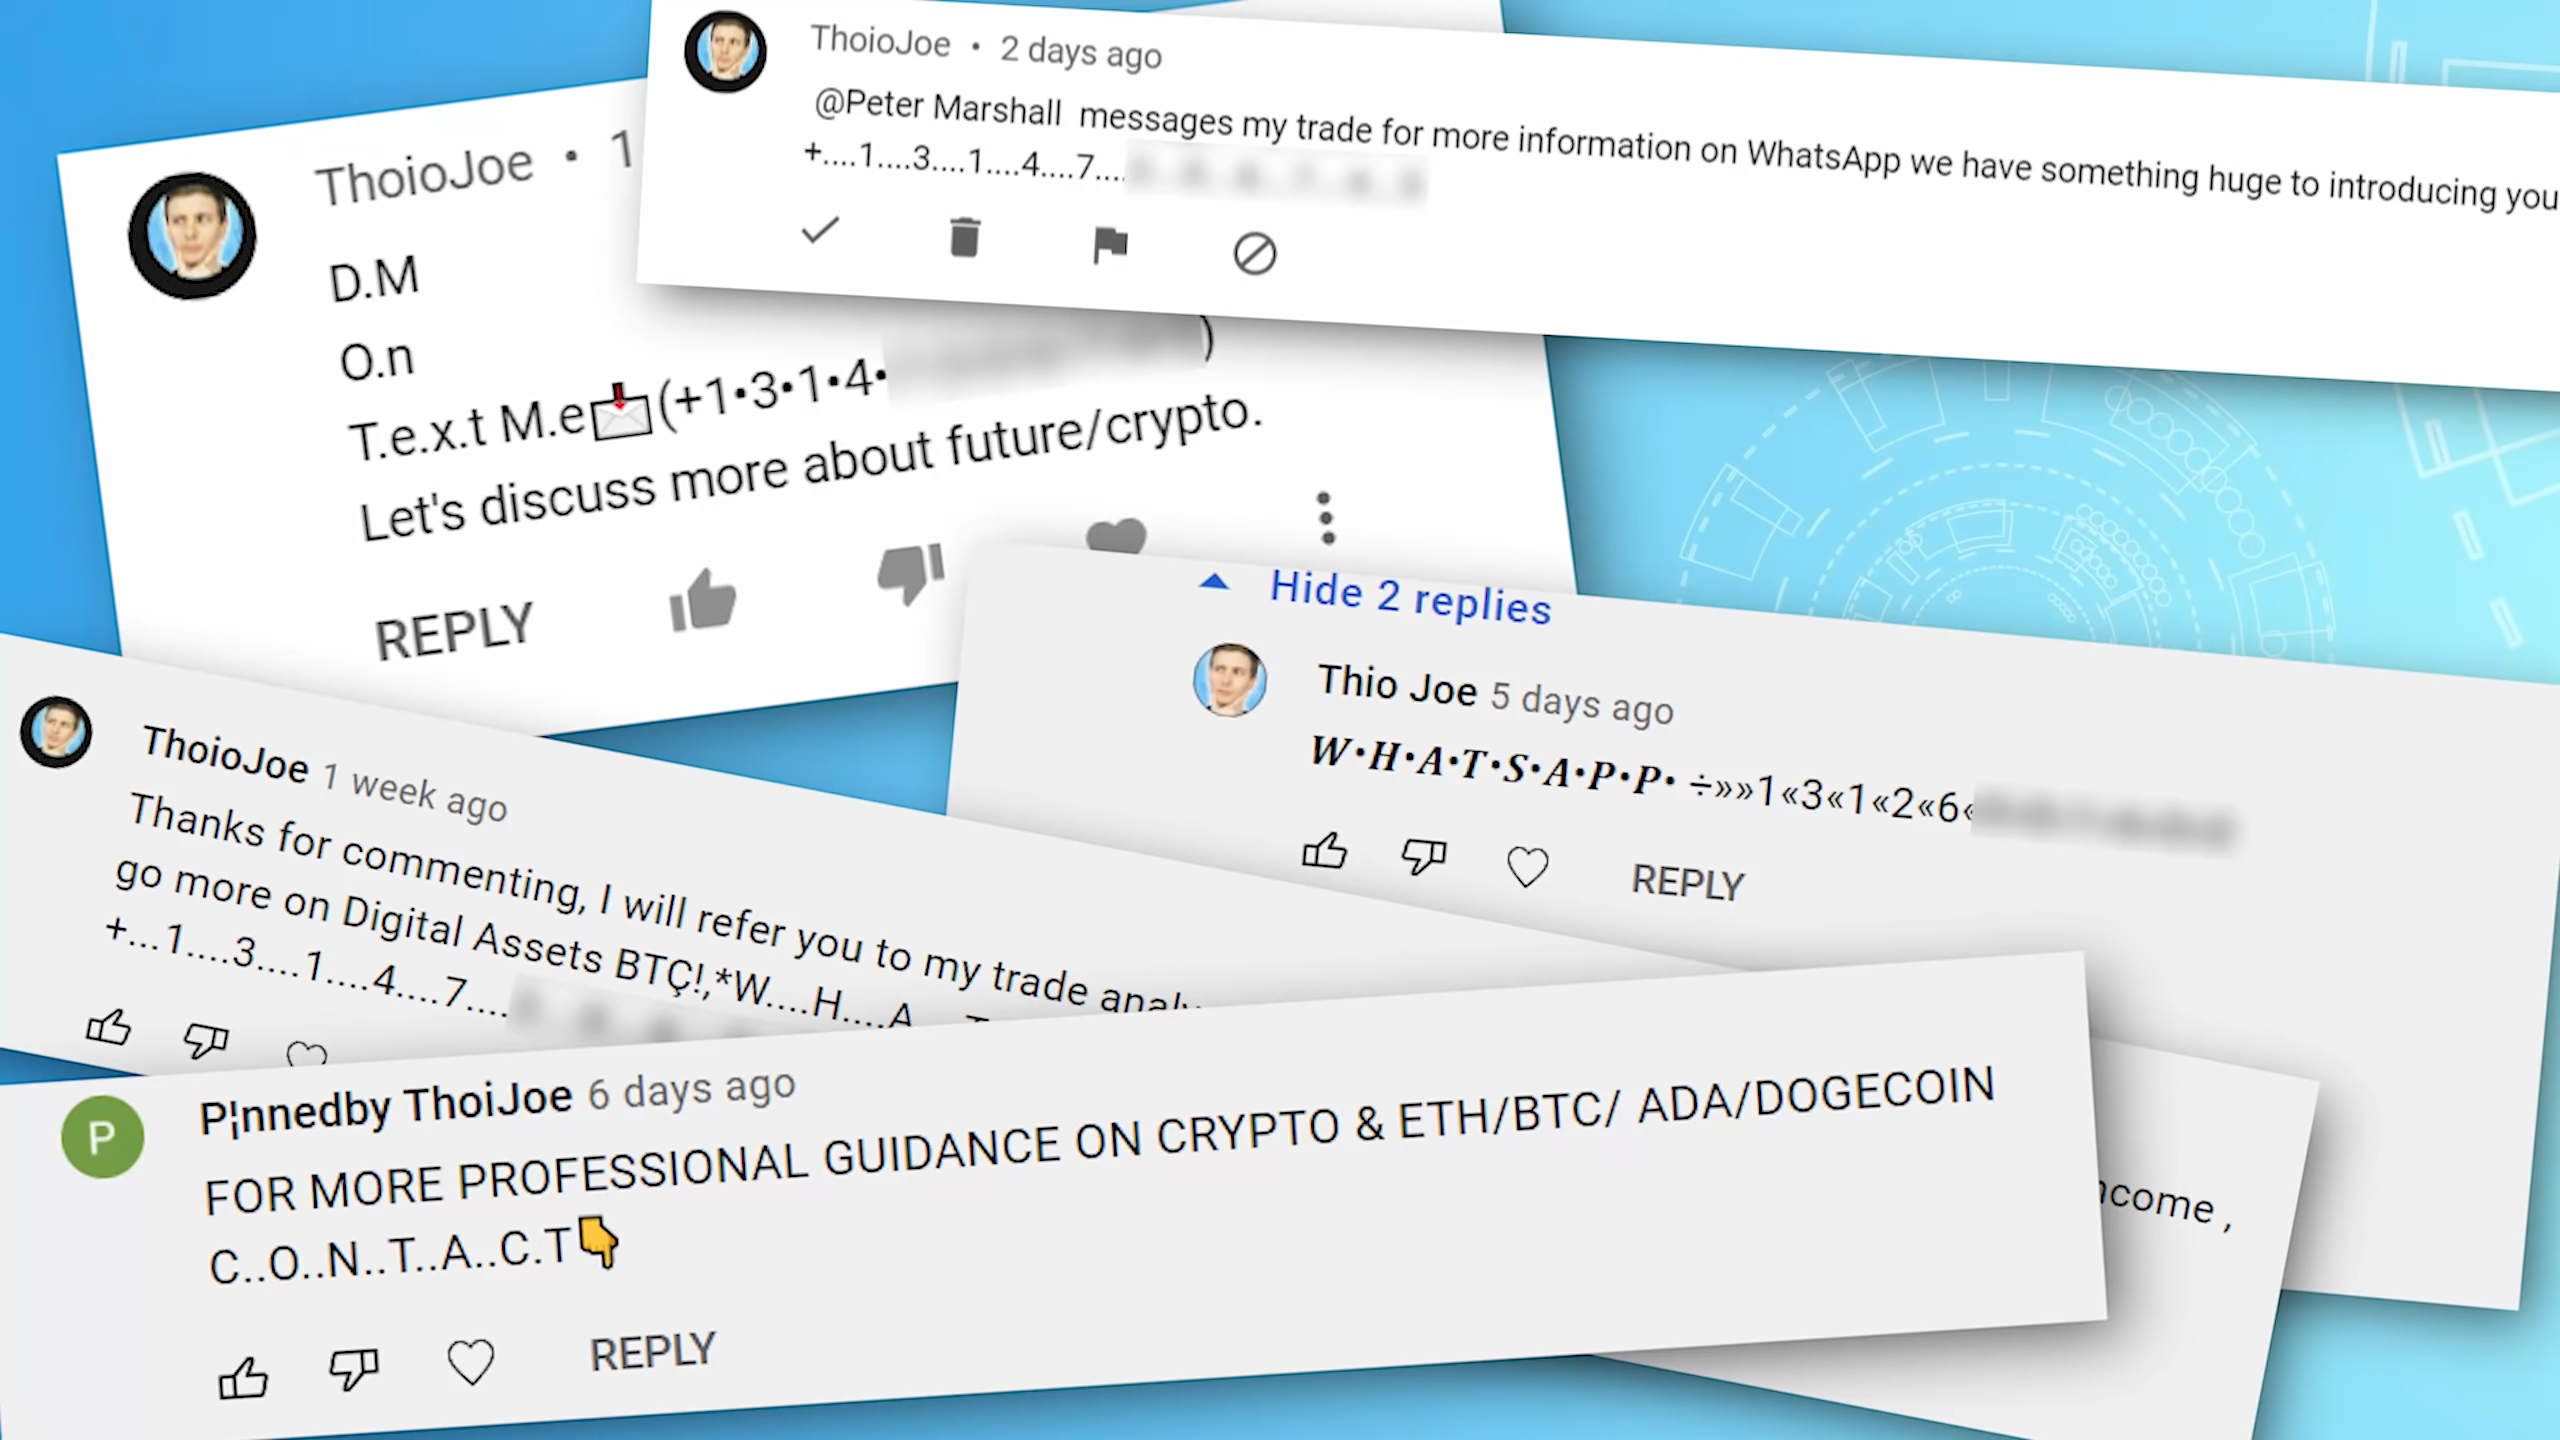 ThoioJoe • 2 days ago
@Peter Marshall messages my trade for more information on WhatsApp we have something huge to introducing you
+....1....3....1....4....7....
ThoioJoe • 1
D.M
O.n
T.e.x.t M.e📩(+1•3•1•4•)
Let's discuss more about future/crypto.
REPLY
Hide 2 replies
Thio Joe 5 days ago
W•H•A•T•S•A•P•P• ÷»»1«3«1«2«6«
REPLY
ThoioJoe 1 week ago
Thanks for commenting, I will refer you to my trade
go more on Digital Assets BTÇ!,*W....H....A
+...1....3....1....4....7....
P
P¦nnedby ThoiJoe 6 days ago
FOR MORE PROFESSIONAL GUIDANCE ON CRYPTO & ETH/BTC/ ADA/DOGECOIN
C..O..N..T..A..C.T👇
REPLY
ncome ,